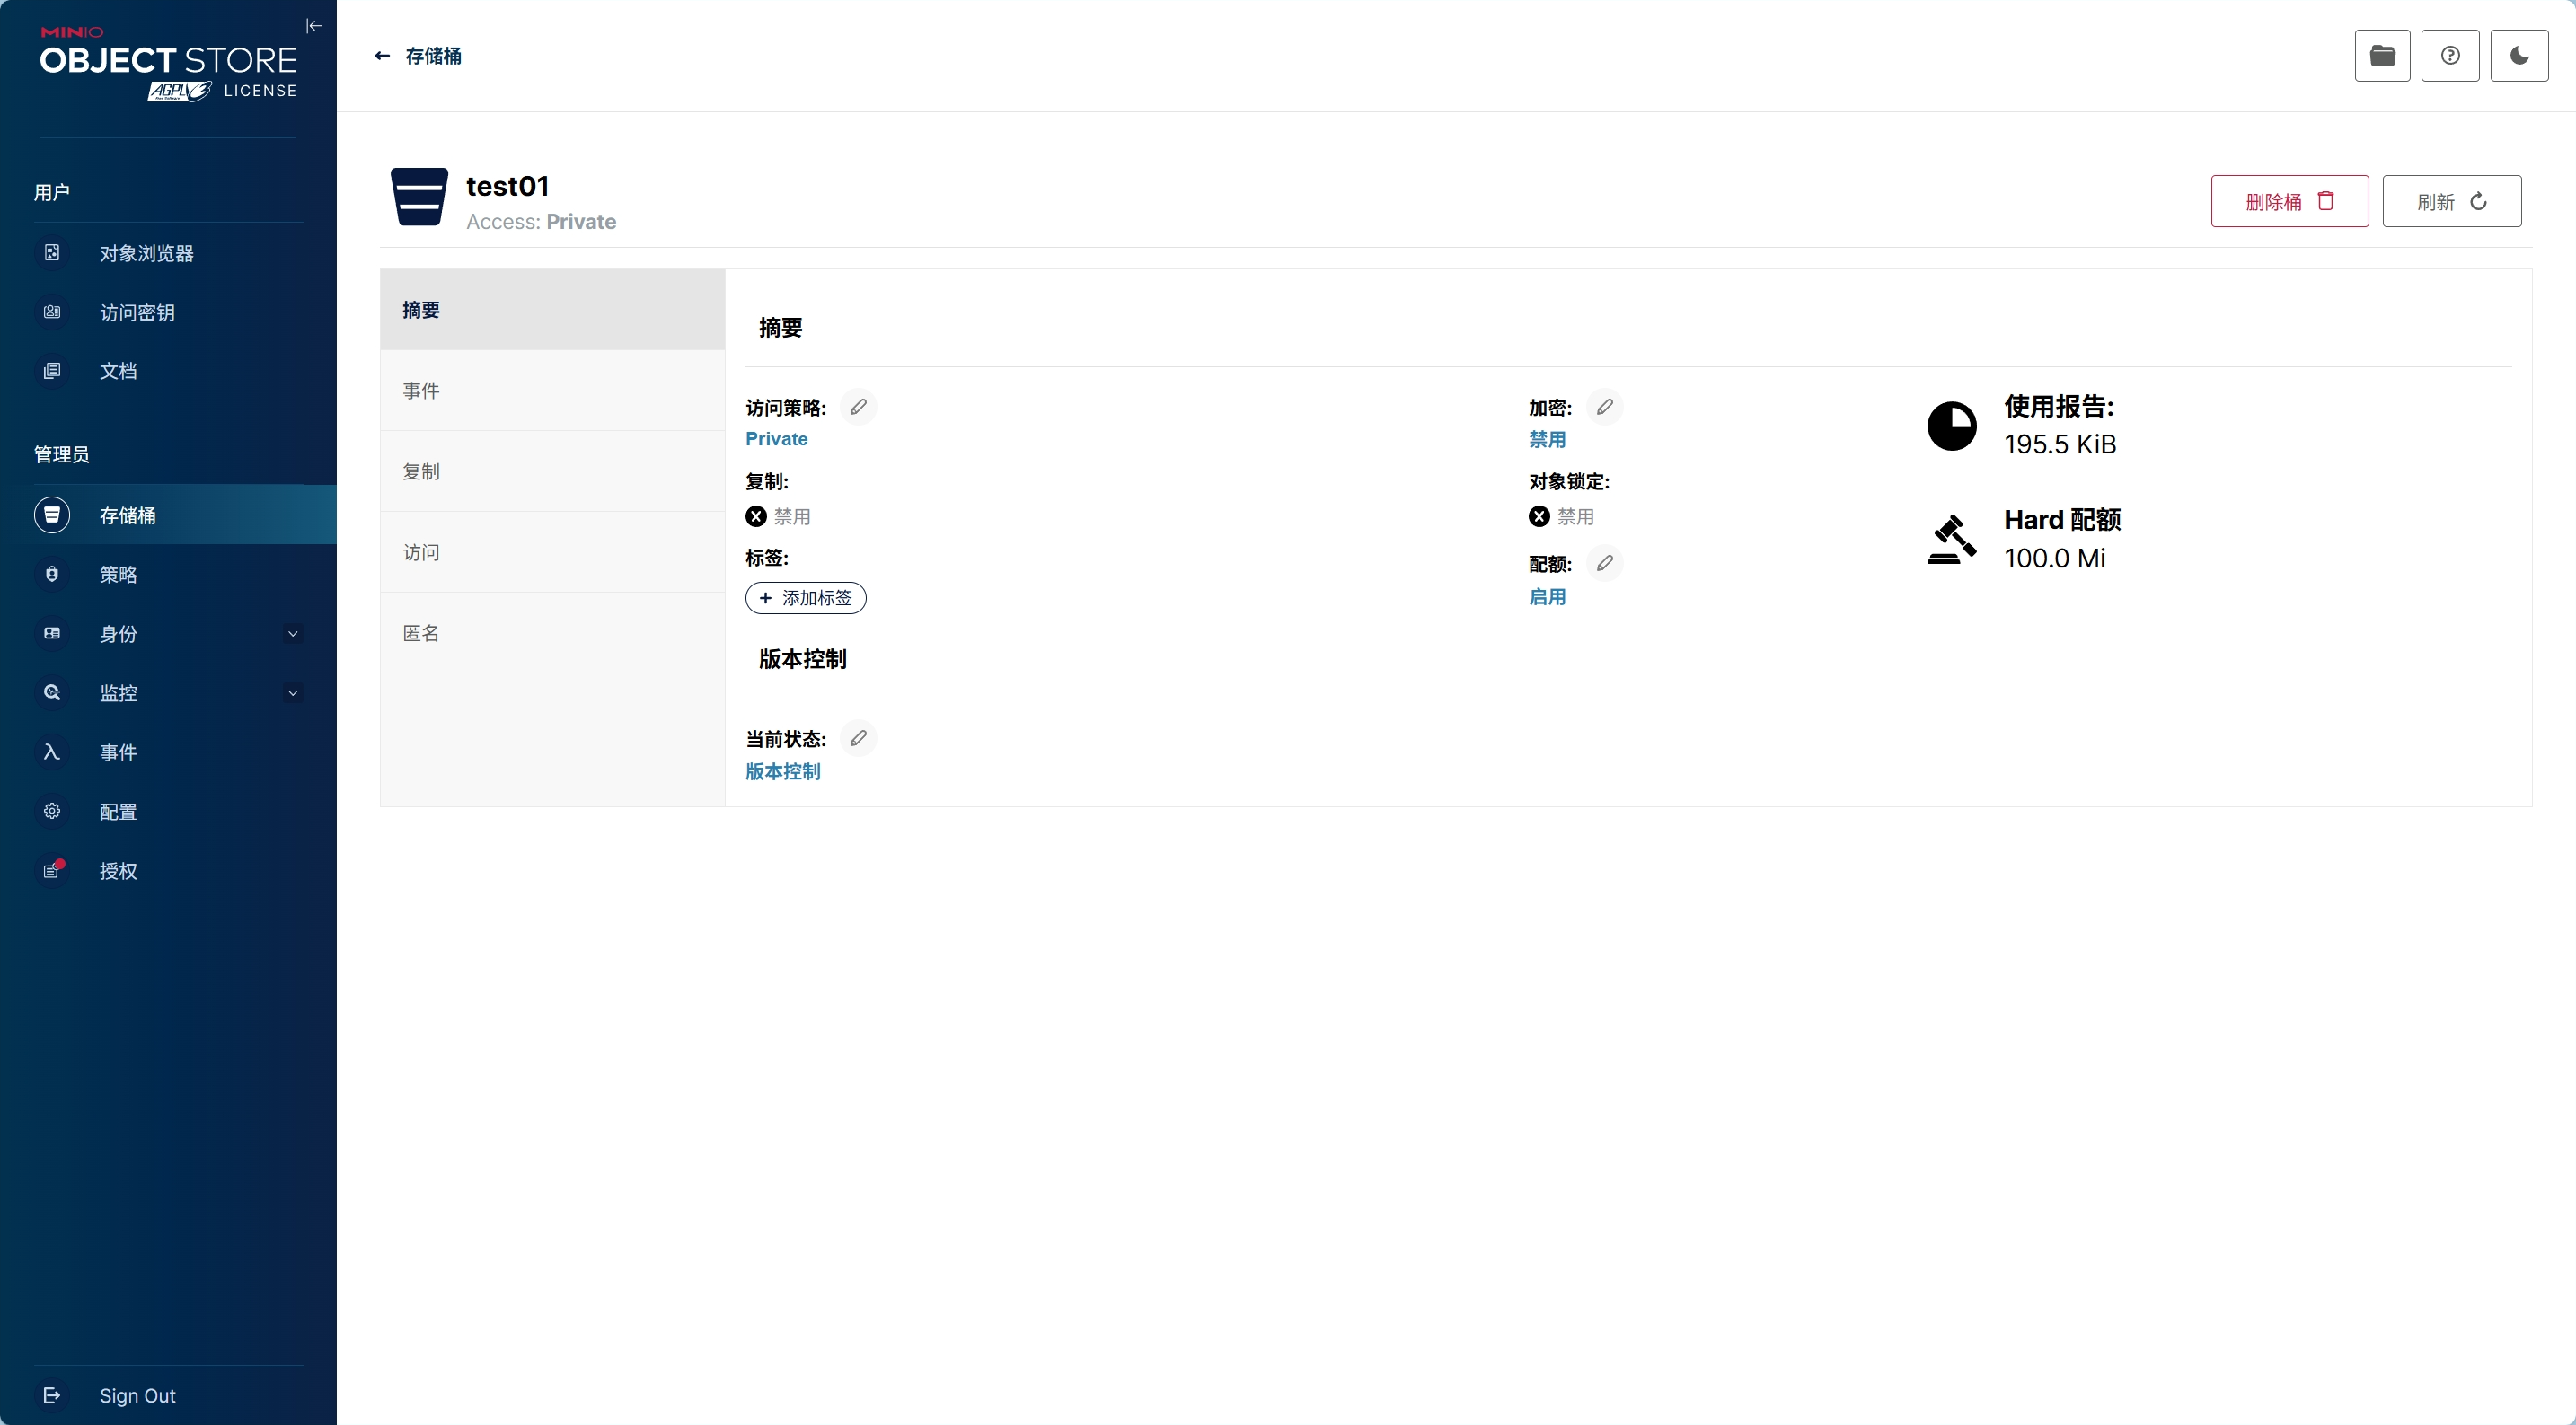 MINIO
OBJECT STORE
AGPL v3 LICENSE
Free Software
用户
对象浏览器
访问密钥
文档
管理员
存储桶
策略
身份
监控
事件
配置
授权
Sign Out
存储桶
test01
Access: Private
删除桶
刷新
摘要
事件
复制
访问
匿名
摘要
访问策略:
Private
复制:
禁用
标签:
+ 添加标签
加密:
禁用
对象锁定:
禁用
配额:
启用
使用报告:
195.5 KiB
Hard 配额
100.0 Mi
版本控制
当前状态:
版本控制